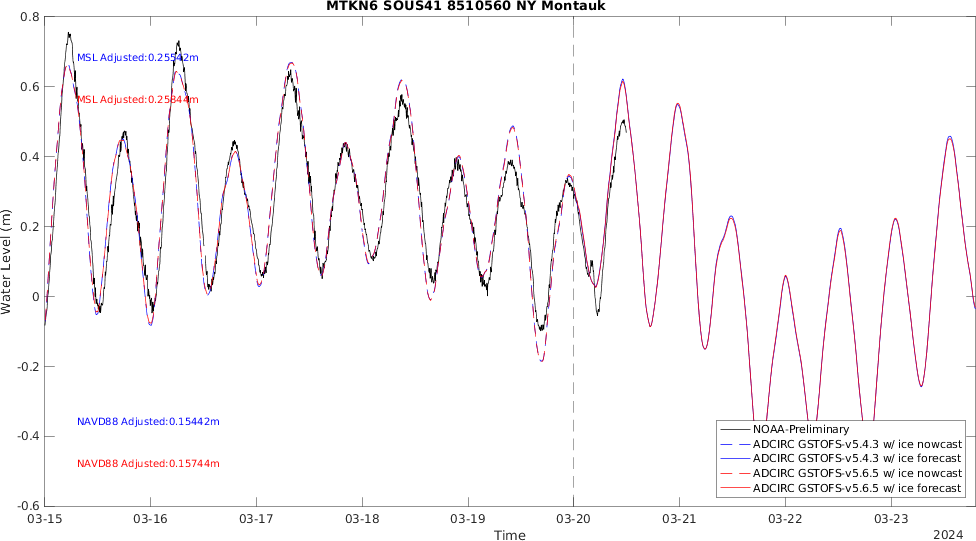 MTKN6 SOUS41 8510560 NY Montauk
0.8
MSL Adjusted:0.25542m
0.6
MSL Adjusted:0.25844m
0.4
0.2
0
-0.2
-0.4
-0.6
Water Level (m)
NAVD88 Adjusted:0.15442m
NAVD88 Adjusted:0.15744m
NOAA-Preliminary
ADCIRC GSTOFS-v5.4.3 w/ ice nowcast
ADCIRC GSTOFS-v5.4.3 w/ ice forecast
ADCIRC GSTOFS-v5.6.5 w/ ice nowcast
ADCIRC GSTOFS-v5.6.5 w/ ice forecast
03-15 03-16 03-17 03-18 03-19 03-20 03-21 03-22 03-23
Time
2024